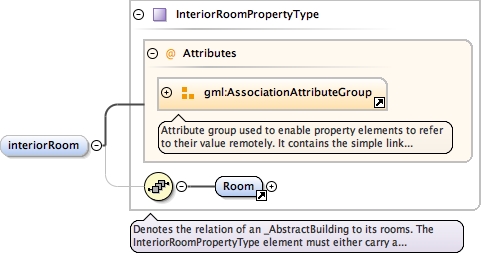 InteriorRoomPropertyType
@ Attributes
gml:AssociationAttributeGroup
Attribute group used to enable property elements to refer
to their value remotely. It contains the simple link...
interiorRoom
Room
Denotes the relation of an _AbstractBuilding to its rooms. The
InteriorRoomPropertyType element must either carry a...